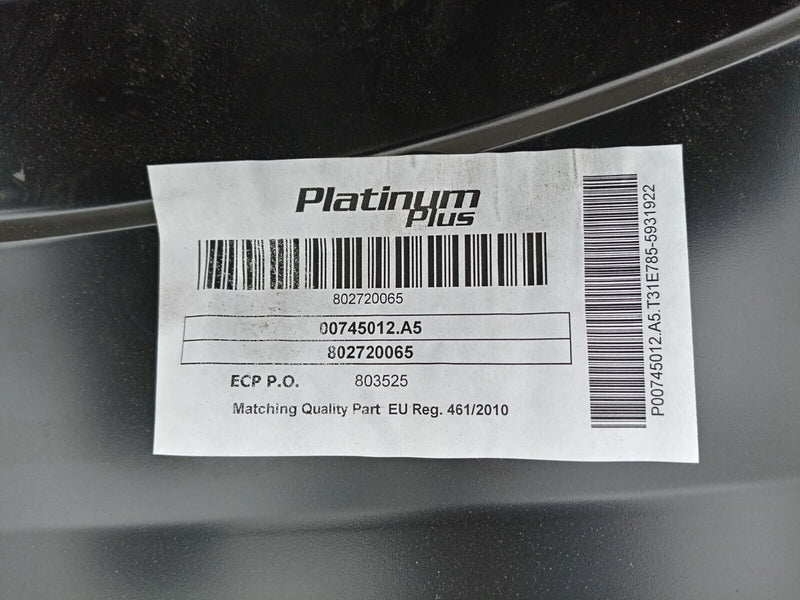 Platinum
Plus
802720065
00745012.A5
802720065
ECP P.O. 803525
Matching Quality Part EU Reg. 461/2010
P00745012.A5.T31E785-5931922